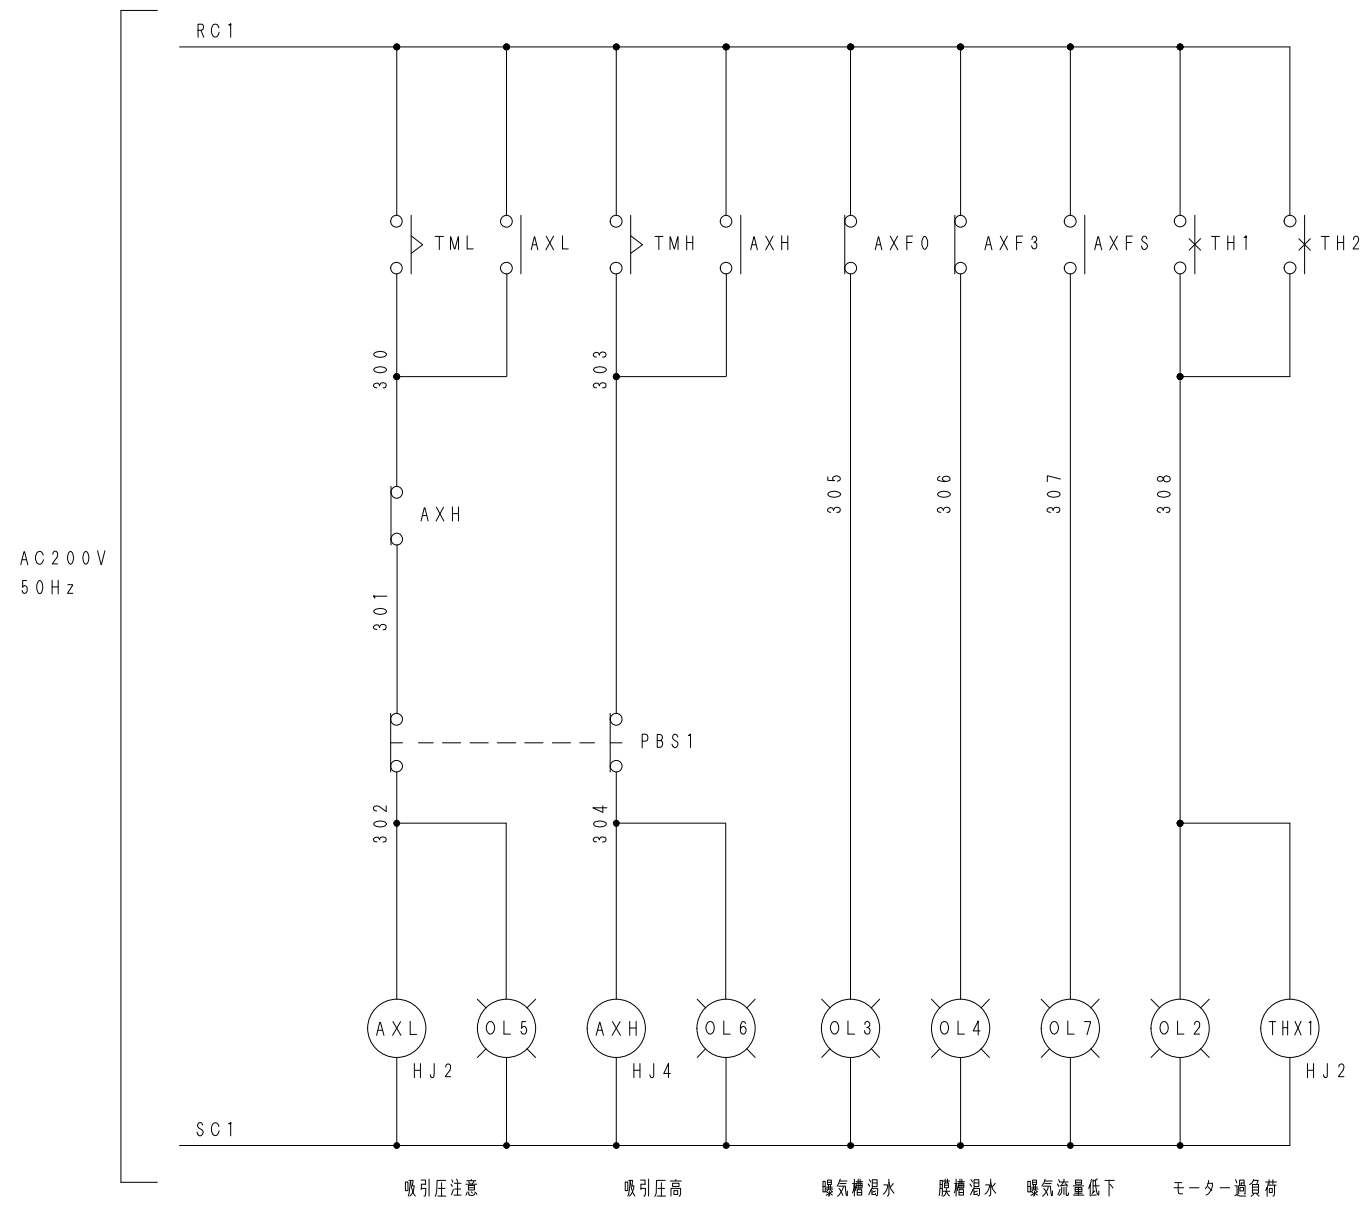 RC1
TML
AXL
TMH
AXH
AXF0
AXF3
AXFS
TH1
TH2
300
303
305
306
307
308
AXH
AC200V
50Hz
301
PBS1
302
304
AXL
OL5
AXH
OL6
OL3
OL4
OL7
OL2
THX1
HJ2
HJ4
HJ2
SC1
吸引圧注意
吸引圧高
曝気槽渇水
膜槽渇水
曝気流量低下
モーター過負荷